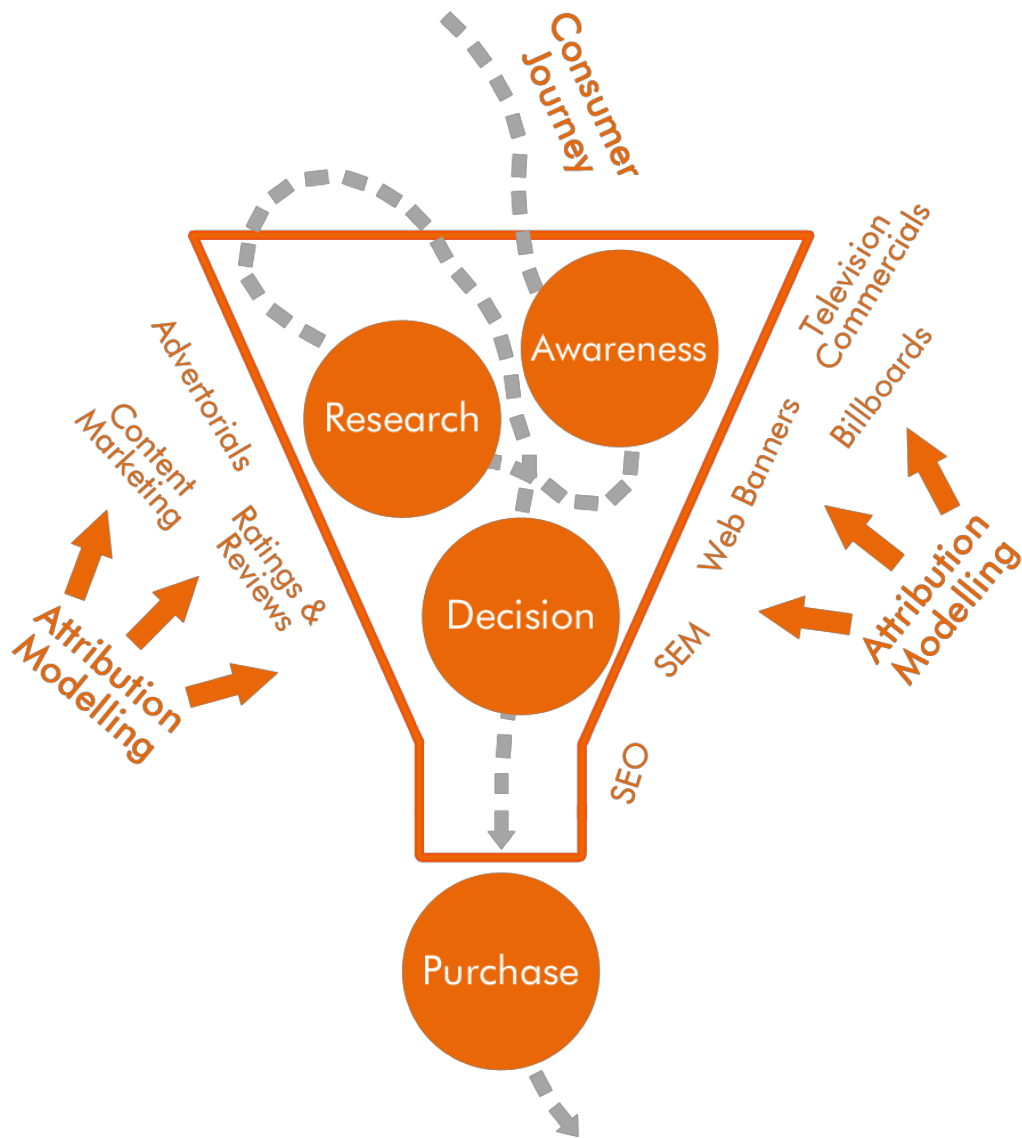 Consumer
Journey
Awareness
Research
Decision
Purchase
Advertorials
Content
Marketing
Ratings &
Reviews
Attribution
Modelling
Television
Commercials
Billboards
Web Banners
SEM
SEO
Attribution
Modelling